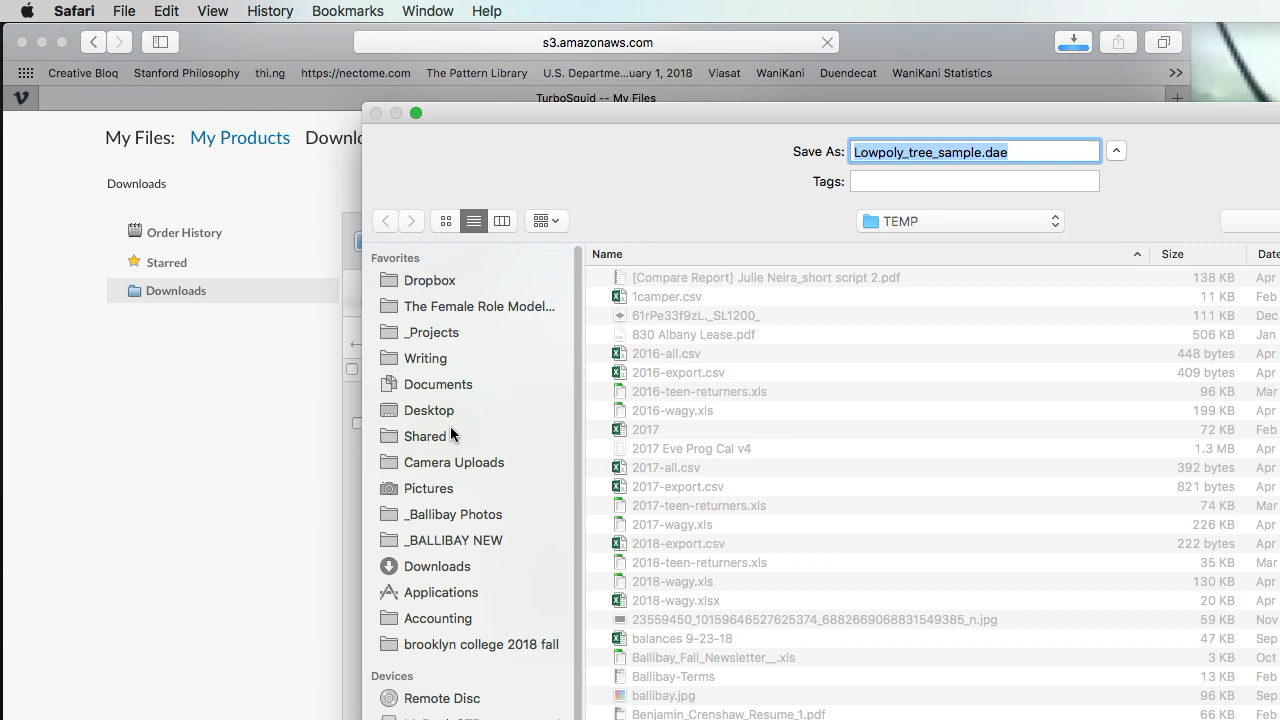 Safari File Edit View History Bookmarks Window Help
s3.amazonaws.com
Creative Bloq Stanford Philosophy thi.ng https://nectome.com The Pattern Library U.S. Departme...uary 1, 2018 Viasat WaniKani Duendecat WaniKani Statistics >>
TurboSquid -- My Files
My Files: My Products Downlo
Downloads
Order History
Starred
Downloads
Save As: Lowpoly_tree_sample.dae
Tags:
TEMP
Favorites
Dropbox
The Female Role Model...
_Projects
Writing
Documents
Desktop
Shared
Camera Uploads
Pictures
_Ballibay Photos
_BALLIBAY NEW
Downloads
Applications
Accounting
brooklyn college 2018 fall
Devices
Remote Disc
Name Size Date
[Compare Report] Julie Neira_short script 2.pdf 138 KB Apr
1camper.csv 11 KB Feb
61rPe33f9zL._SL1200_ 111 KB Dec
830 Albany Lease.pdf 506 KB Jan
2016-all.csv 448 bytes Apr
2016-export.csv 409 bytes Apr
2016-teen-returners.xls 96 KB Mar
2016-wagy.xls 199 KB Apr
2017 72 KB Feb
2017 Eve Prog Cal v4 1.3 MB Apr
2017-all.csv 392 bytes Apr
2017-export.csv 821 bytes Apr
2017-teen-returners.xls 74 KB Mar
2017-wagy.xls 226 KB Apr
2018-export.csv 222 bytes Apr
2018-teen-returners.xls 35 KB Mar
2018-wagy.xls 130 KB Apr
2018-wagy.xlsx 20 KB Apr
23559450_10159646527625374_6882669068831549385_n.jpg 59 KB Nov
balances 9-23-18 47 KB Sep
Ballibay_Fall_Newsletter__.xls 3 KB Oct
Ballibay-Terms 13 KB Feb
ballibay.jpg 96 KB Sep
Benjamin_Crenshaw_Resume_1.pdf 66 KB Feb